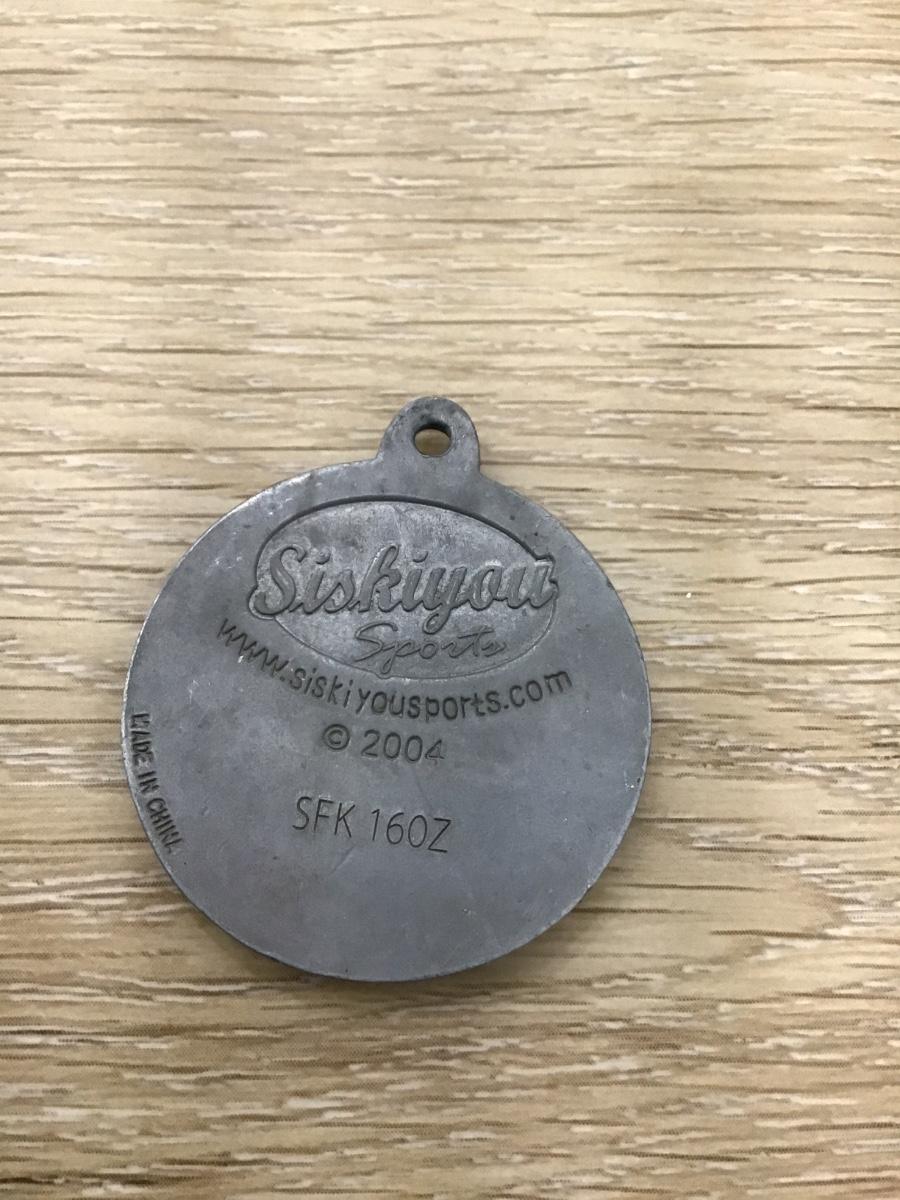 Siskiyou
Sports
www.siskiyousports.com
© 2004
SFK 160Z
MADE IN CHINA